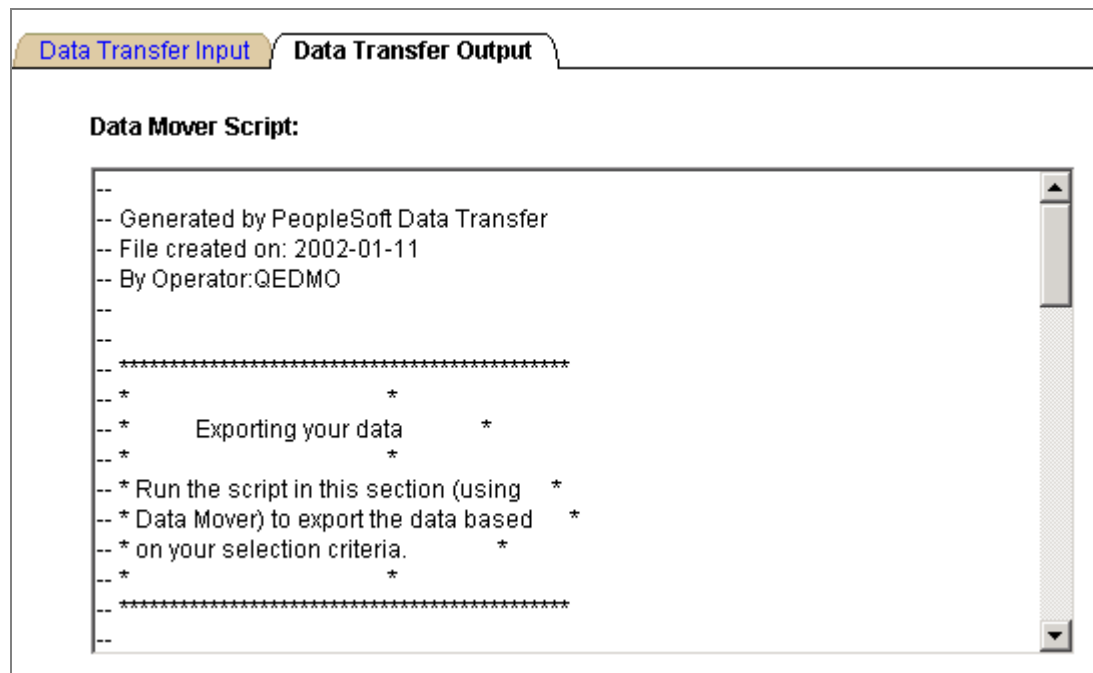 Data Transfer Input Data Transfer Output
Data Mover Script:
--
-- Generated by PeopleSoft Data Transfer
-- File created on: 2002-01-11
-- By Operator:QEDMO
--
--
-- *********************************************
-- * *
-- * Exporting your data *
-- * *
-- * Run the script in this section (using *
-- * Data Mover) to export the data based *
-- * on your selection criteria. *
-- * *
-- *********************************************
--